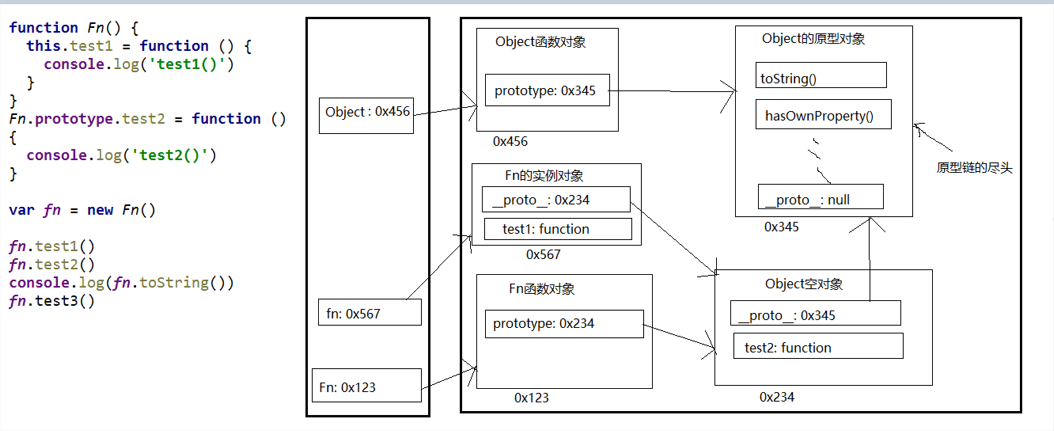 function Fn() {
this.test1 = function () {
console.log('test1()')
}
}
Fn.prototype.test2 = function ()
{
console.log('test2()')
}
var fn = new Fn()
fn.test1()
fn.test2()
console.log(fn.toString())
fn.test3()
Object : 0x456
fn: 0x567
Fn: 0x123
Object函数对象
prototype: 0x345
0x456
Fn的实例对象
__proto__: 0x234
test1: function
0x567
Fn函数对象
prototype: 0x234
0x123
Object的原型对象
toString()
hasOwnProperty()
__proto__: null
0x345
原型链的尽头
Object空对象
__proto__: 0x345
test2: function
0x234